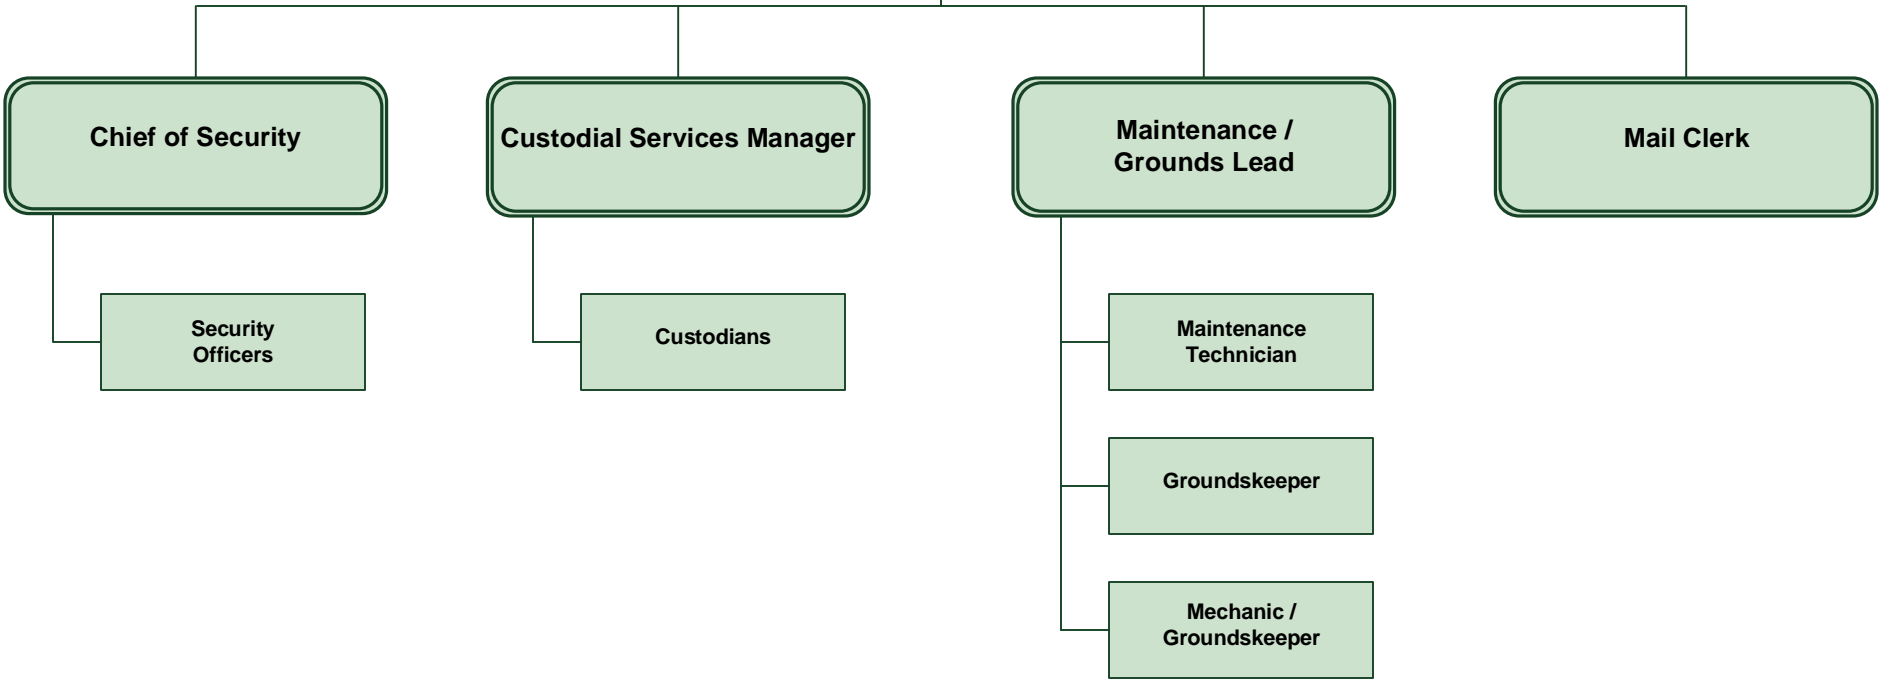 Chief of Security
Custodial Services Manager
Maintenance /
Grounds Lead
Mail Clerk
Security
Officers
Custodians
Maintenance
Technician
Groundskeeper
Mechanic /
Groundskeeper